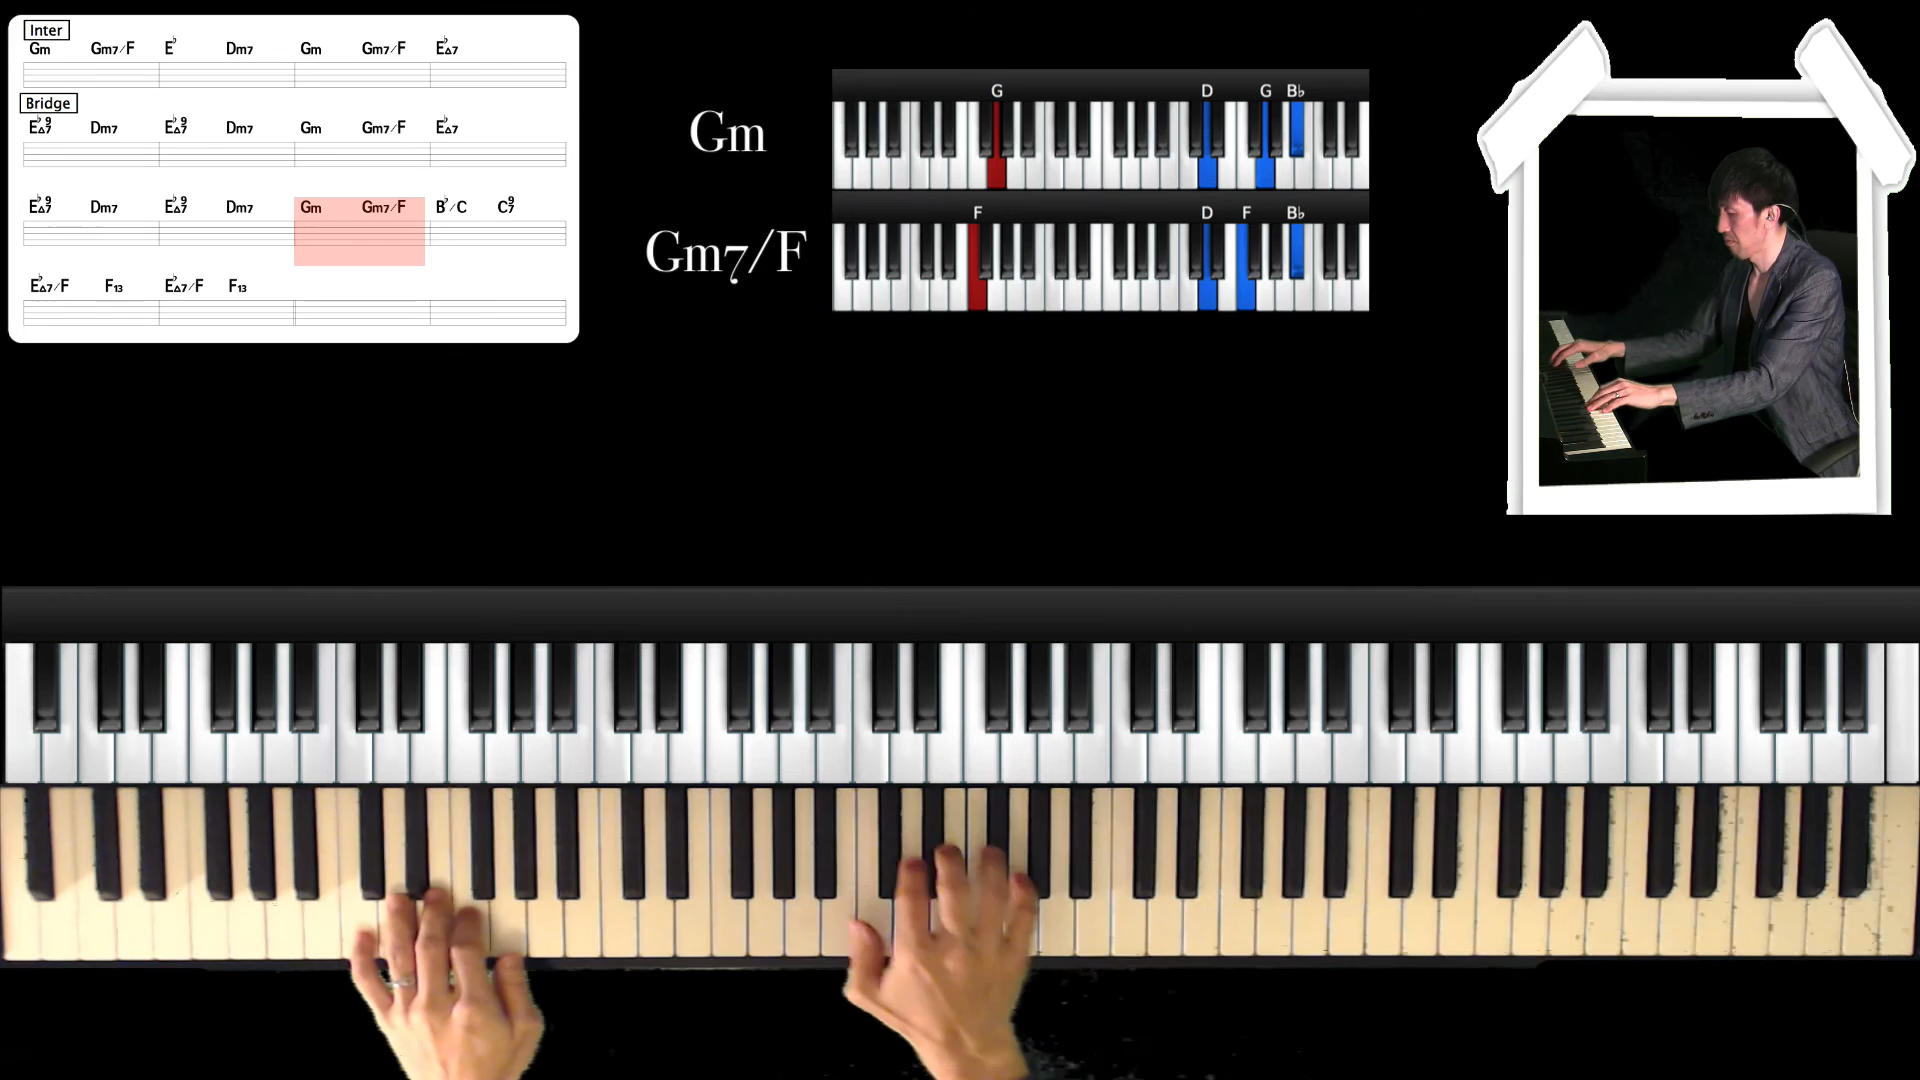 Inter
Gm Gm7/F E♭ Dm7 Gm Gm7/F E♭△7
Bridge
E♭△7 9 Dm7 E♭△7 9 Dm7 Gm Gm7/F E♭△7
E♭△7 9 Dm7 E♭△7 9 Dm7 Gm Gm7/F B♭/C C7 9
E♭△7/F F13 E♭△7/F F13
Gm
G D G B♭
Gm7/F
F D F B♭